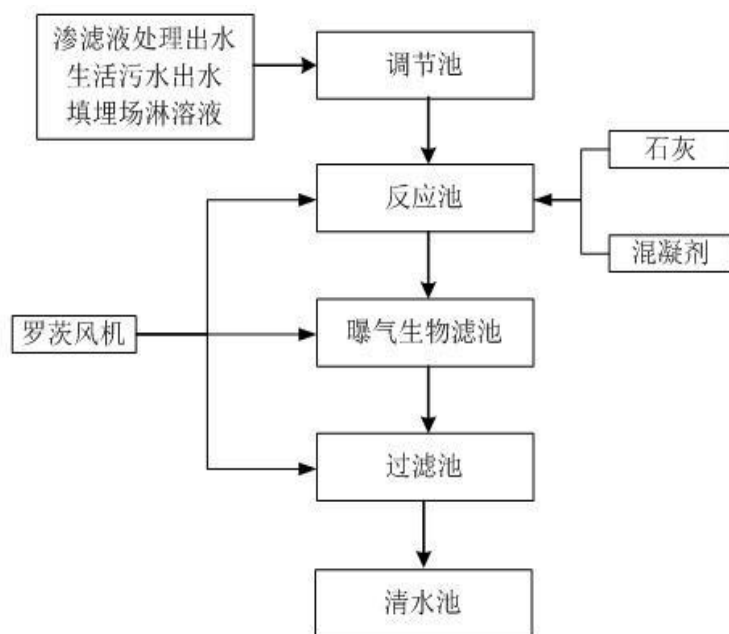 渗滤液处理出水
生活污水出水
填埋场淋溶液
调节池
石灰
反应池
混凝剂
罗茨风机
曝气生物滤池
过滤池
清水池